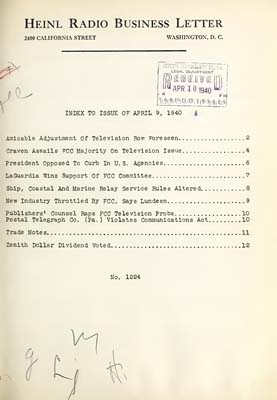 HEINL RADIO BUSINESS LETTER
2400 CALIFORNIA STREET WASHINGTON, D. C.
LEGAL DEPARTMENT
RECEIVED
APR 10 1940
INDEX TO ISSUE OF APRIL 9, 1940
Amicable Adjustment Of Television Row Foreseen...............2
Craven Assails FCC Majority On Television Issue..............4
President Opposed To Curb In U. S. Agencies..................6
LaGuardia Wins Support Of FCC Committee......................7
Ship, Coastal And Marine Relay Service Rules Altered.........8
New Industry Throttled By FCC, Says Lundeen..................9
Publishers' Counsel Raps FCC Television Probe...............10
Postal Telegraph Co. (Pa.) Violates Communications Act......10
Trade Notes.................................................11
Zenith Dollar Dividend Voted................................12
No. 1224